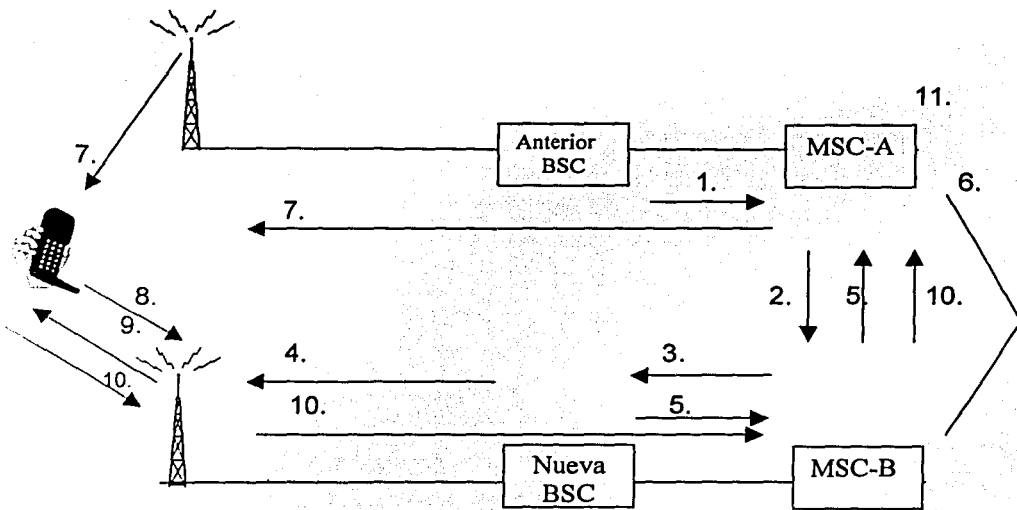 11.
Anterior
BSC
MSC-A
7.
1.
6.
7.
2.
5.
10.
8.
9.
4.
3.
10.
10.
5.
Nueva
BSC
MSC-B